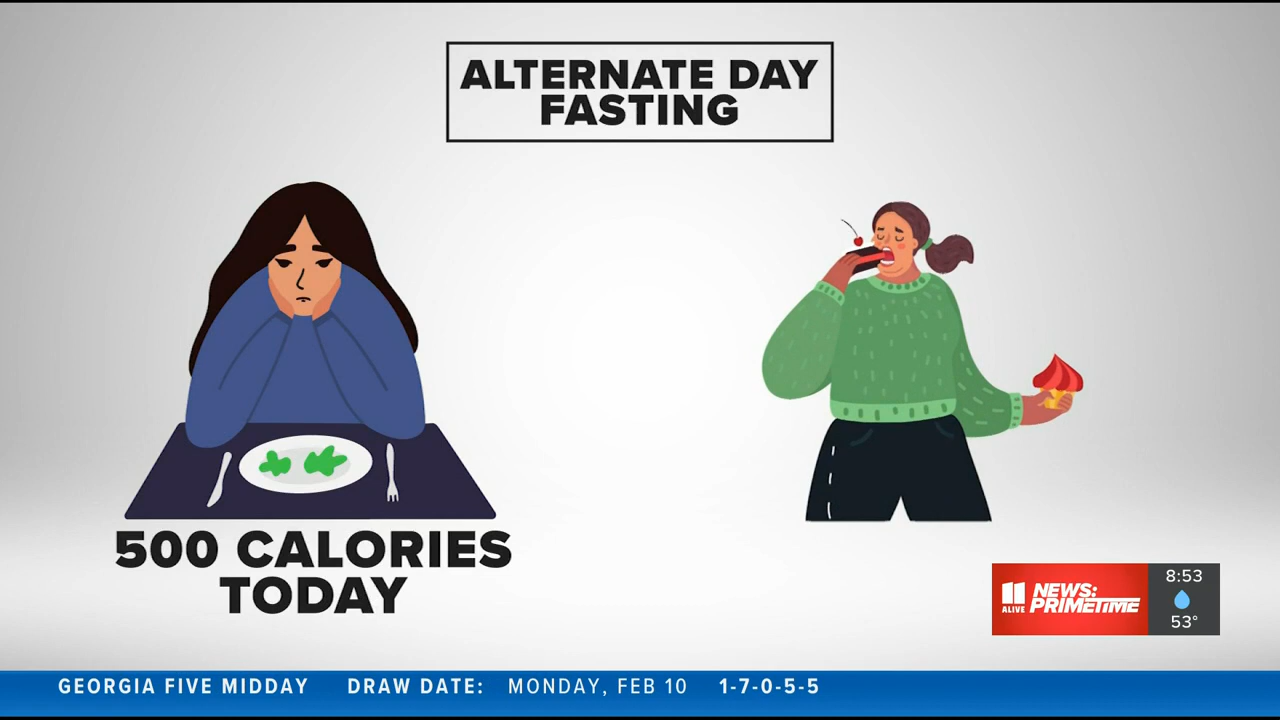 ALTERNATE DAY
FASTING
500 CALORIES
TODAY
11
ALIVE
NEWS:
PRIMETIME
8:53
53°
GEORGIA FIVE MIDDAY DRAW DATE: MONDAY, FEB 10 1-7-0-5-5